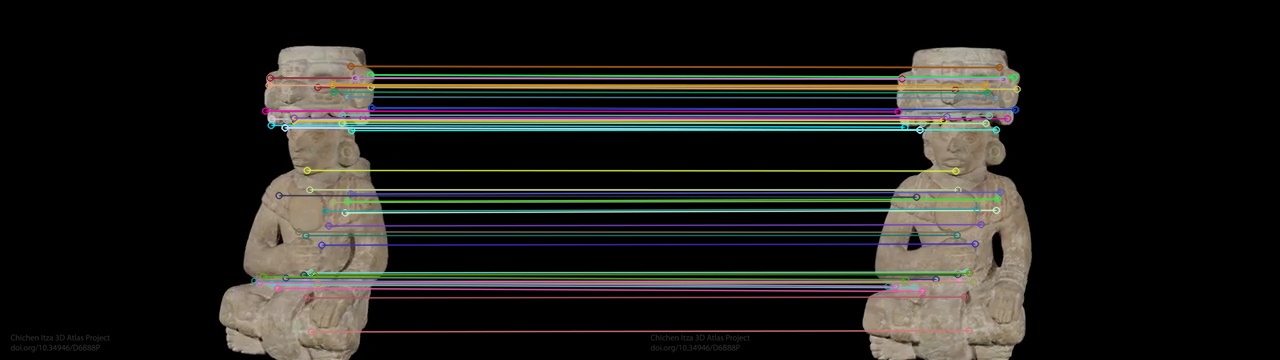 Chichen Itza 3D Atlas Project
doi.org/10.34946/D6B88P
Chichen Itza 3D Atlas Project
doi.org/10.34946/D6B88P